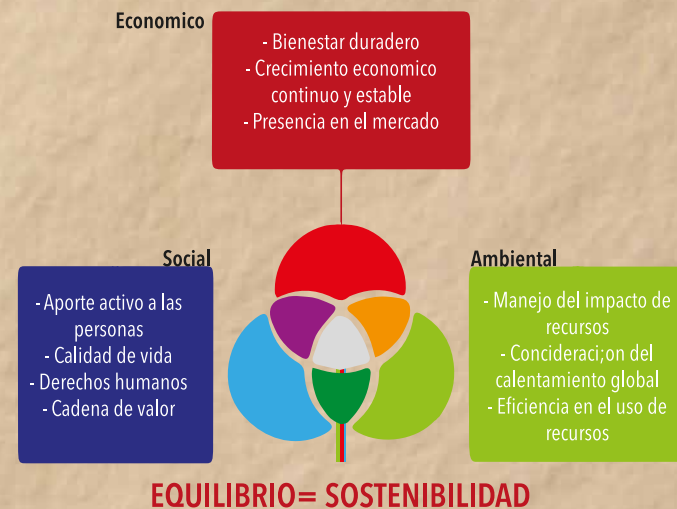 Economico
- Bienestar duradero
- Crecimiento economico
continuo y estable
- Presencia en el mercado
Social
- Aporte activo a las
personas
- Calidad de vida
- Derechos humanos
- Cadena de valor
Ambiental
- Manejo del impacto de
recursos
- Concideraci;on del
calentamiento global
- Eficiencia en el uso de
recursos
EQUILIBRIO= SOSTENIBILIDAD